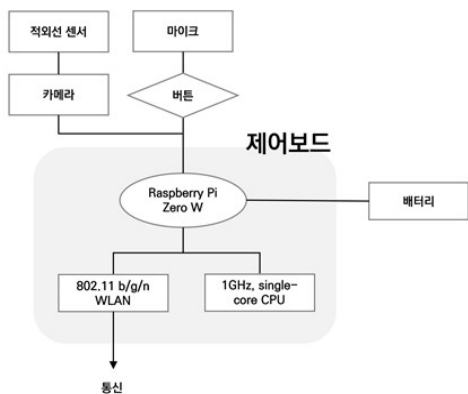 적외선 센서
마이크
카메라
버튼
제어보드
Raspberry Pi
Zero W
배터리
802.11 b/g/n
WLAN
1GHz, single-
core CPU
통신